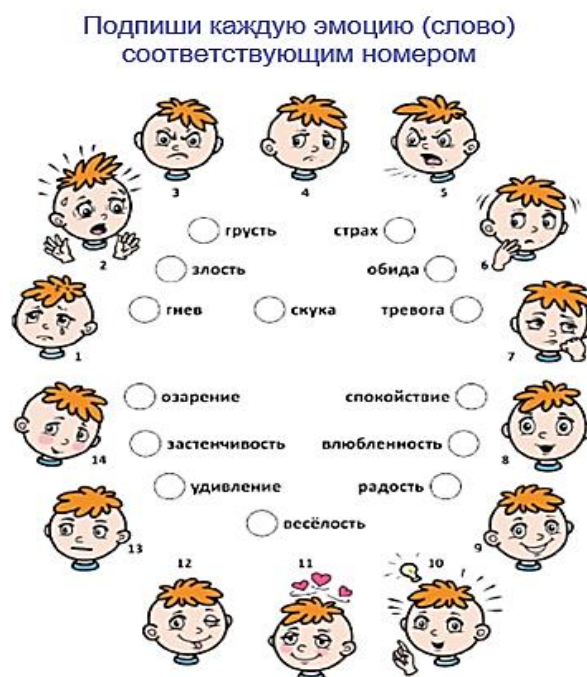 Подпиши каждую эмоцию (слово)
соответствующим номером
3 4 5
2 грусть страх 6
злость обида
гнев скука тревога
1 7
озарение спокойствие
14 застенчивость влюбленность 8
удивление радость
13 весёлость 9
12 11 10